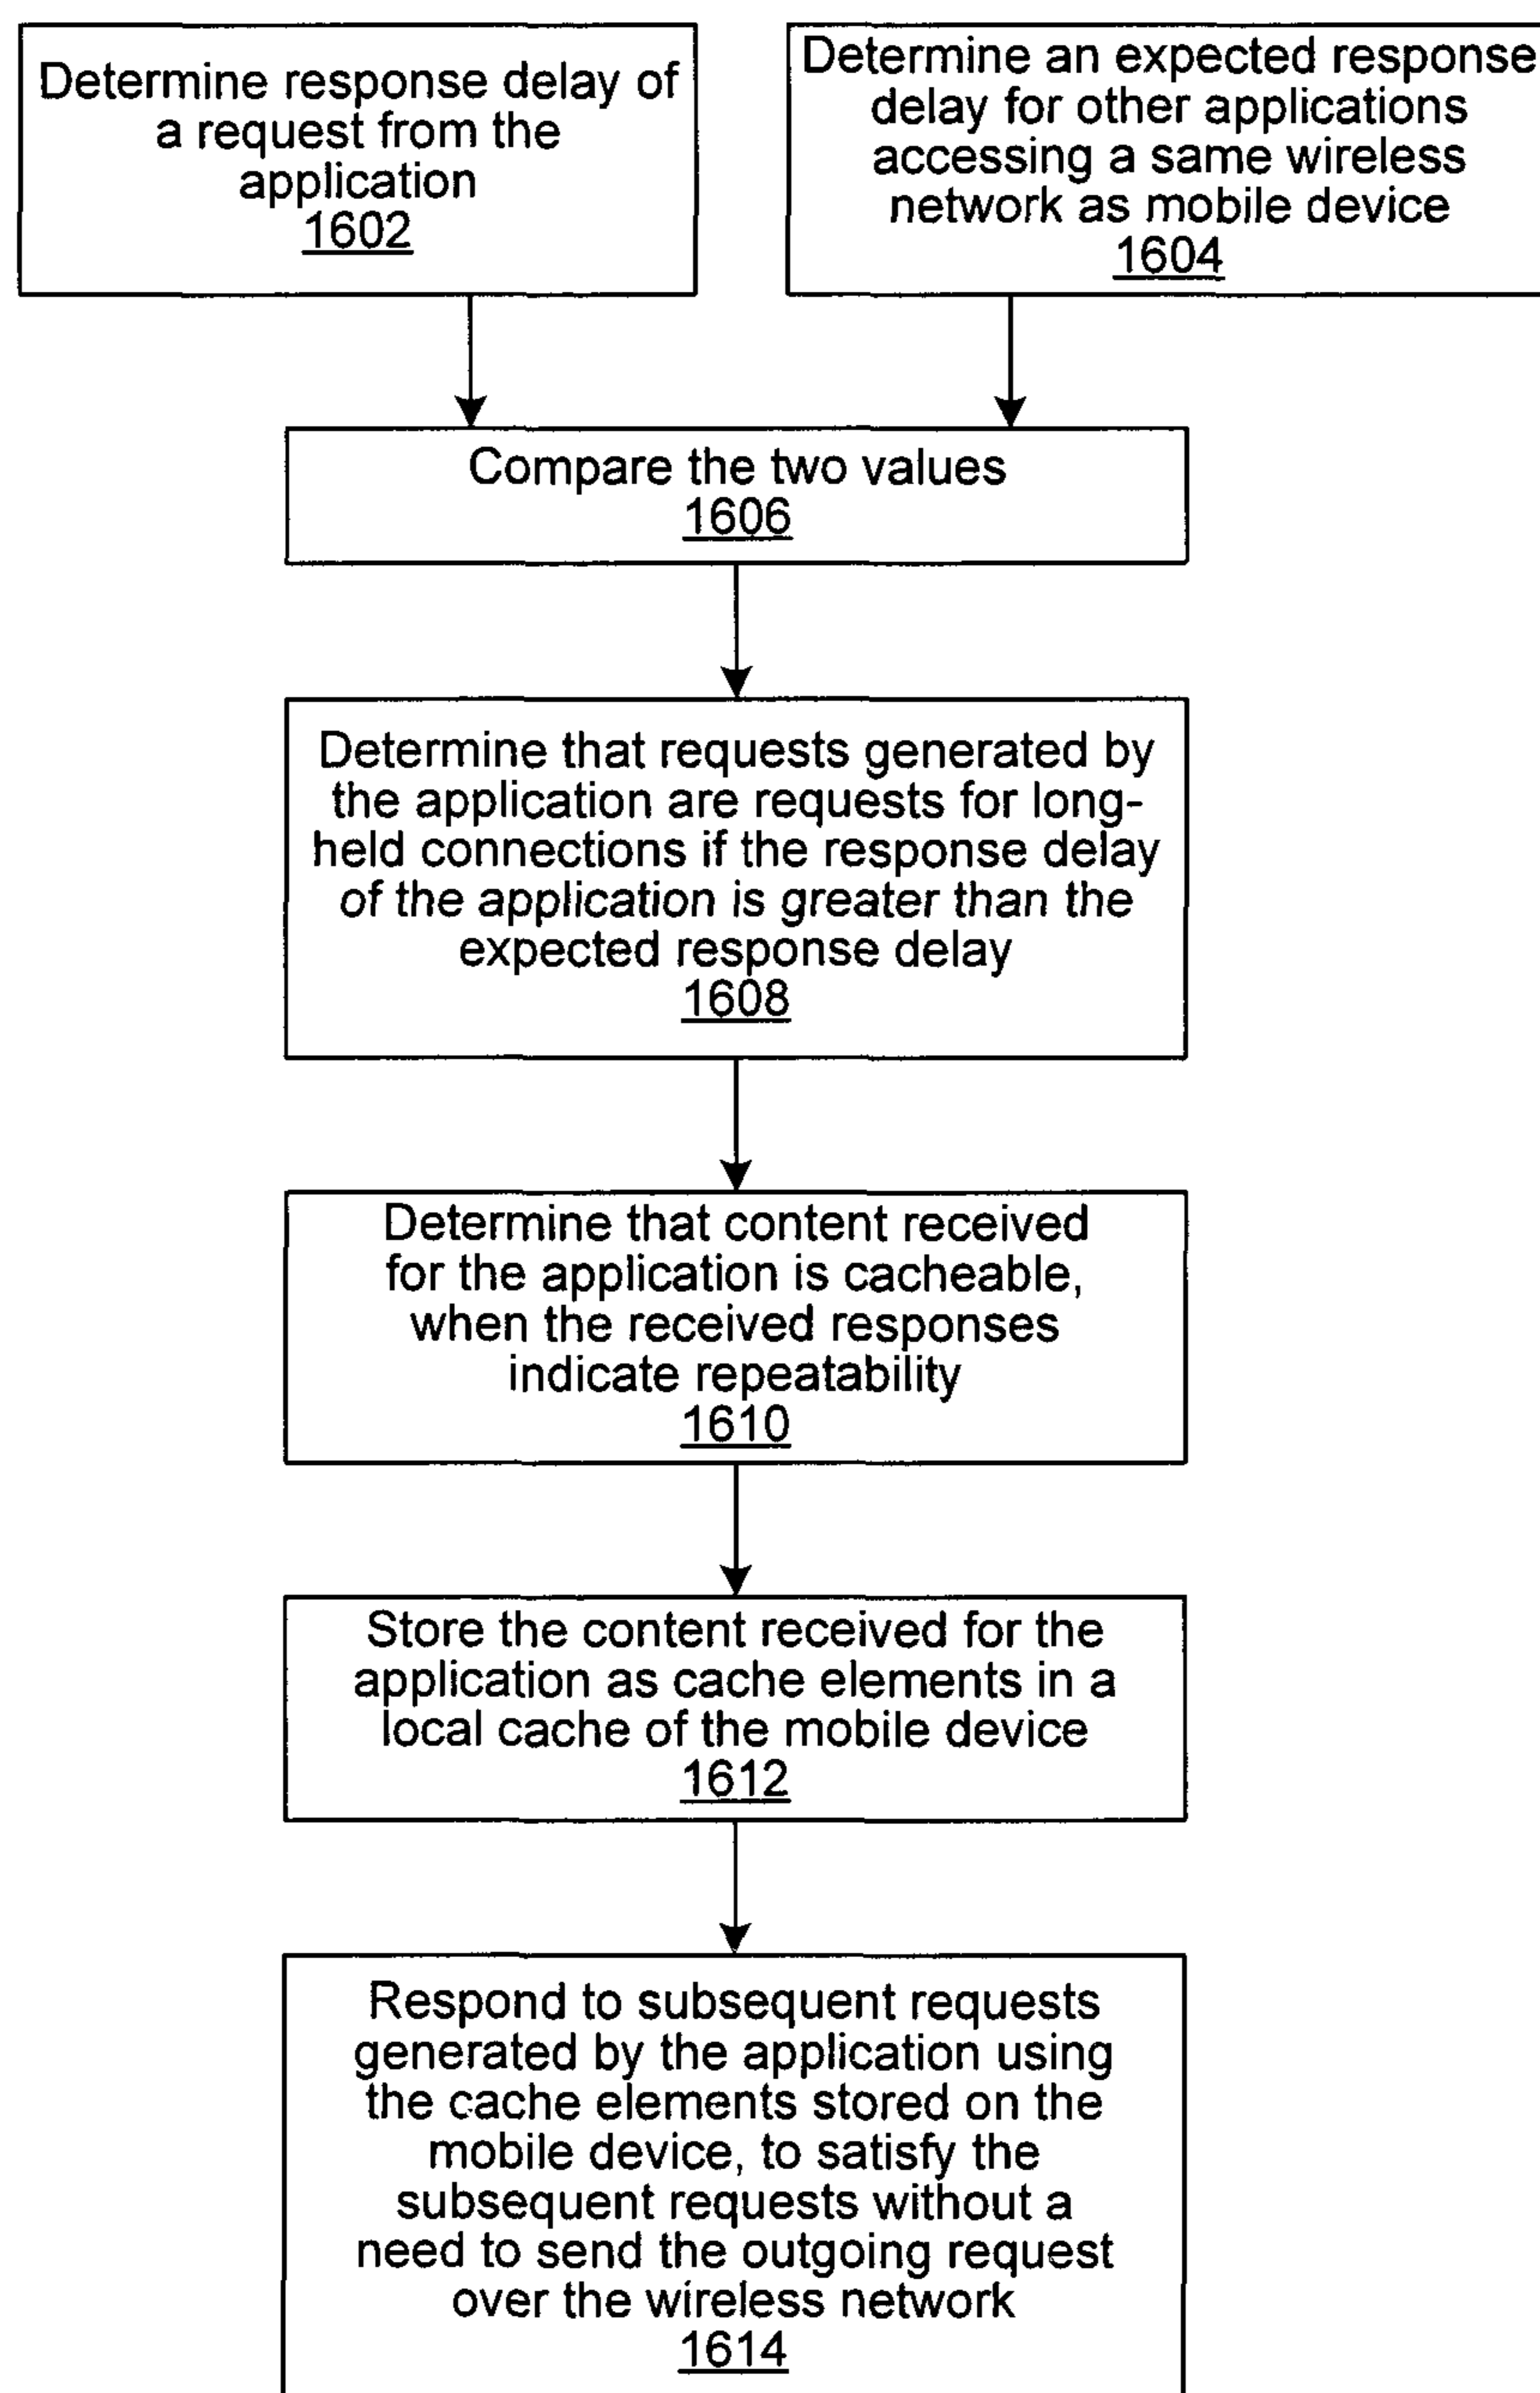 Determine response delay of
a request from the
application
1602
Determine an expected response
delay for other applications
accessing a same wireless
network as mobile device
1604
Compare the two values
1606
Determine that requests generated by
the application are requests for long-
held connections if the response delay
of the application is greater than the
expected response delay
1608
Determine that content received
for the application is cacheable,
when the received responses
indicate repeatability
1610
Store the content received for the
application as cache elements in a
local cache of the mobile device
1612
Respond to subsequent requests
generated by the application using
the cache elements stored on the
mobile device, to satisfy the
subsequent requests without a
need to send the outgoing request
over the wireless network
1614